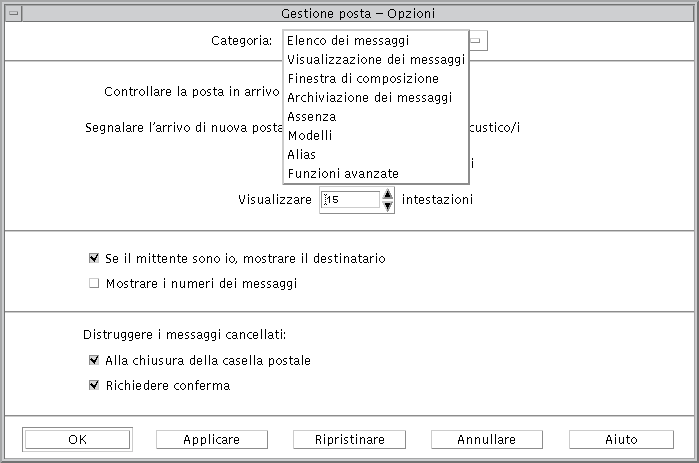 Gestione posta – Opzioni
Categoria:
Elenco dei messaggi
Visualizzazione dei messaggi
Finestra di composizione
Archiviazione dei messaggi
Assenza
Modelli
Alias
Funzioni avanzate
Controllare la posta in arrivo
Segnalare l'arrivo di nuova posta custico/i
i
Visualizzare 15 intestazioni
Se il mittente sono io, mostrare il destinatario
Mostrare i numeri dei messaggi
Distruggere i messaggi cancellati:
Alla chiusura della casella postale
Richiedere conferma
OK Applicare Ripristinare Annullare Aiuto